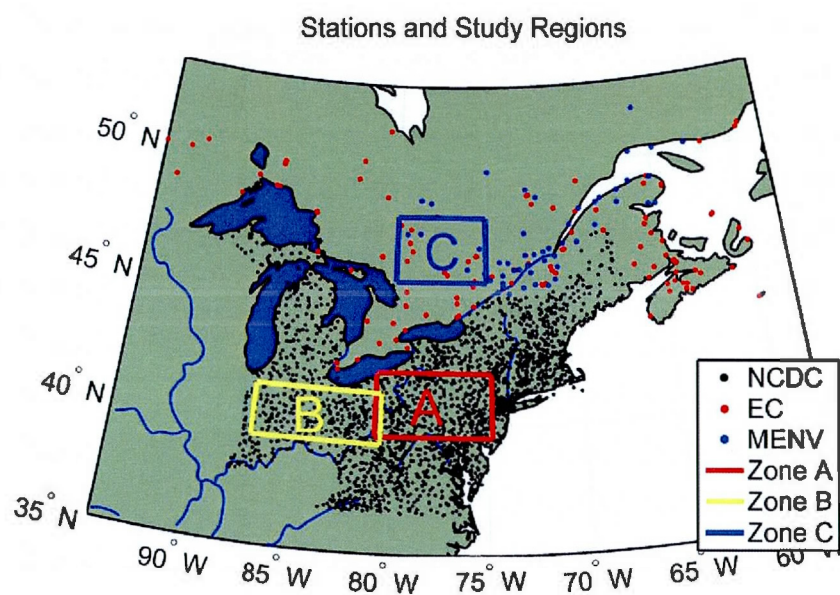 Stations and Study Regions
50° N
45° N
40° N
35° N
C
B
A
NCDC
EC
MENV
Zone A
Zone B
Zone C
90° W
85° W
80° W
75° W
70° W
65° W
60° W